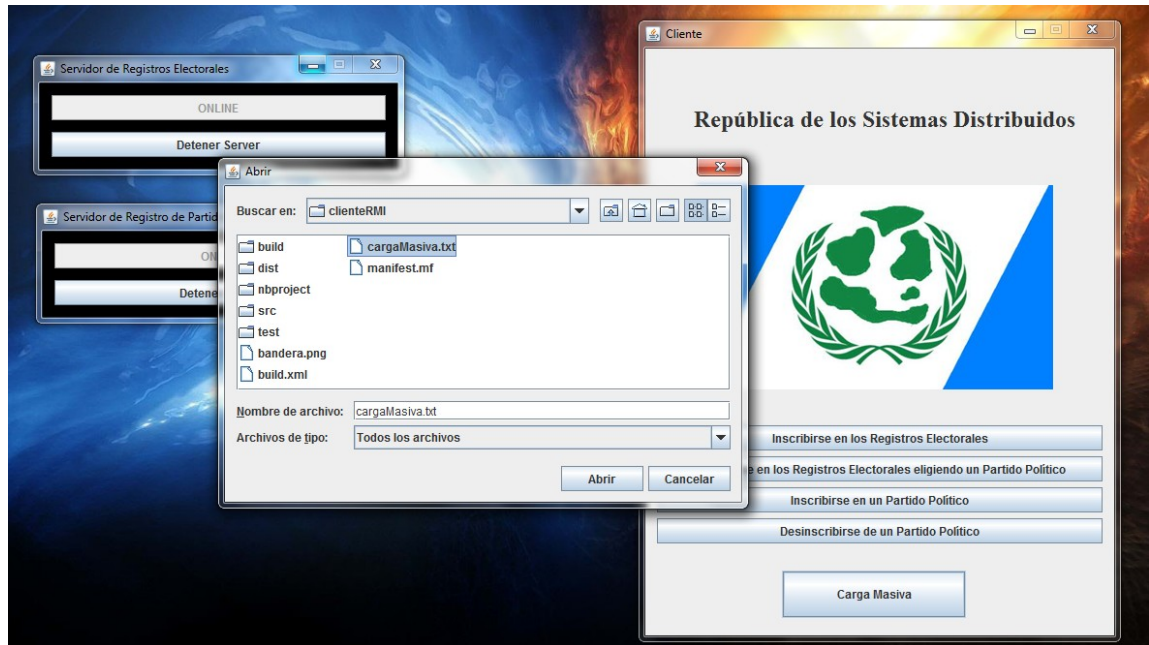 Servidor de Registros Electorales
ONLINE
Detener Server
Servidor de Registro de
Abrir
Buscar en: clienteRMI
build
dist
nbproject
src
test
bandera.png
build.xml
cargaMasiva.txt
manifest.mf
Nombre de archivo: cargaMasiva.txt
Archivos de tipo: Todos los archivos
Abrir Cancelar
Cliente
República de los Sistemas Distribuidos
Inscribirse en los Registros Electorales
en los Registros Electorales eligiendo un Partido Político
Inscribirse en un Partido Político
Desinscribirse de un Partido Político
Carga Masiva